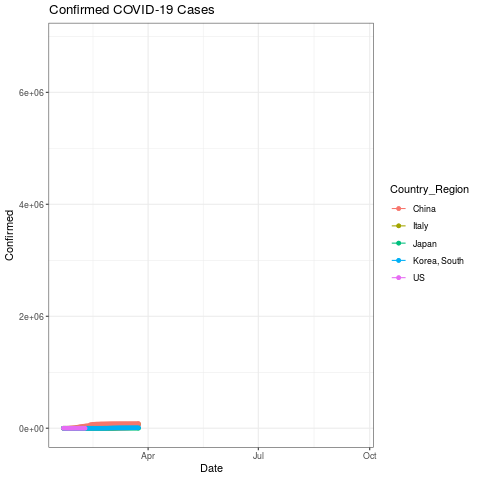 Confirmed COVID-19 Cases
6e+06
4e+06
2e+06
0e+00
Confirmed
Apr
Jul
Oct
Date
Country_Region
China
Italy
Japan
Korea, South
US